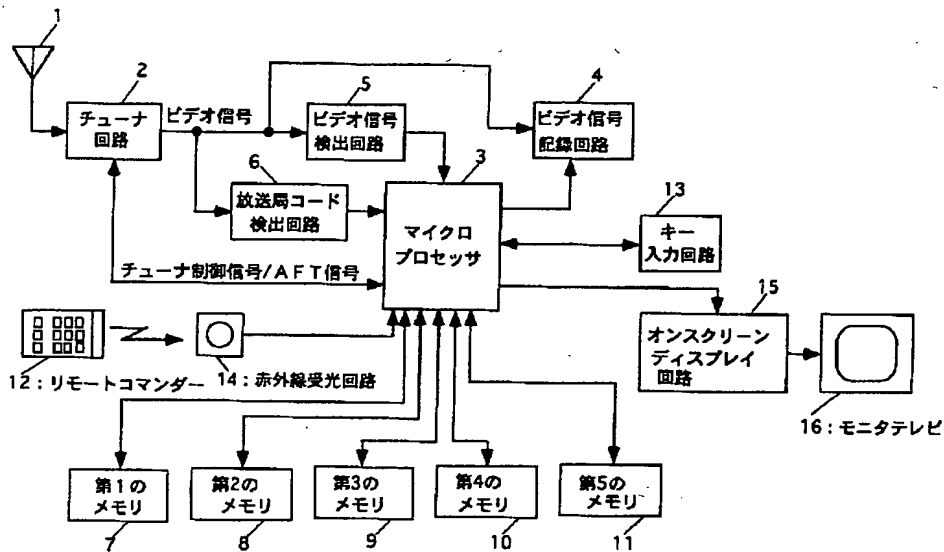 1
2
チューナ
回路
ビデオ信号
5
ビデオ信号
検出回路
4
ビデオ信号
記録回路
6
放送局コード
検出回路
3
マイクロ
プロセッサ
13
キー
入力回路
チューナ制御信号/AFT信号
15
オンスクリーン
ディスプレイ
回路
12：リモートコマンダー
14：赤外線受光回路
16：モニタテレビ
第1の
メモリ
第2の
メモリ
第3の
メモリ
第4の
メモリ
第5の
メモリ
7
8
9
10
11